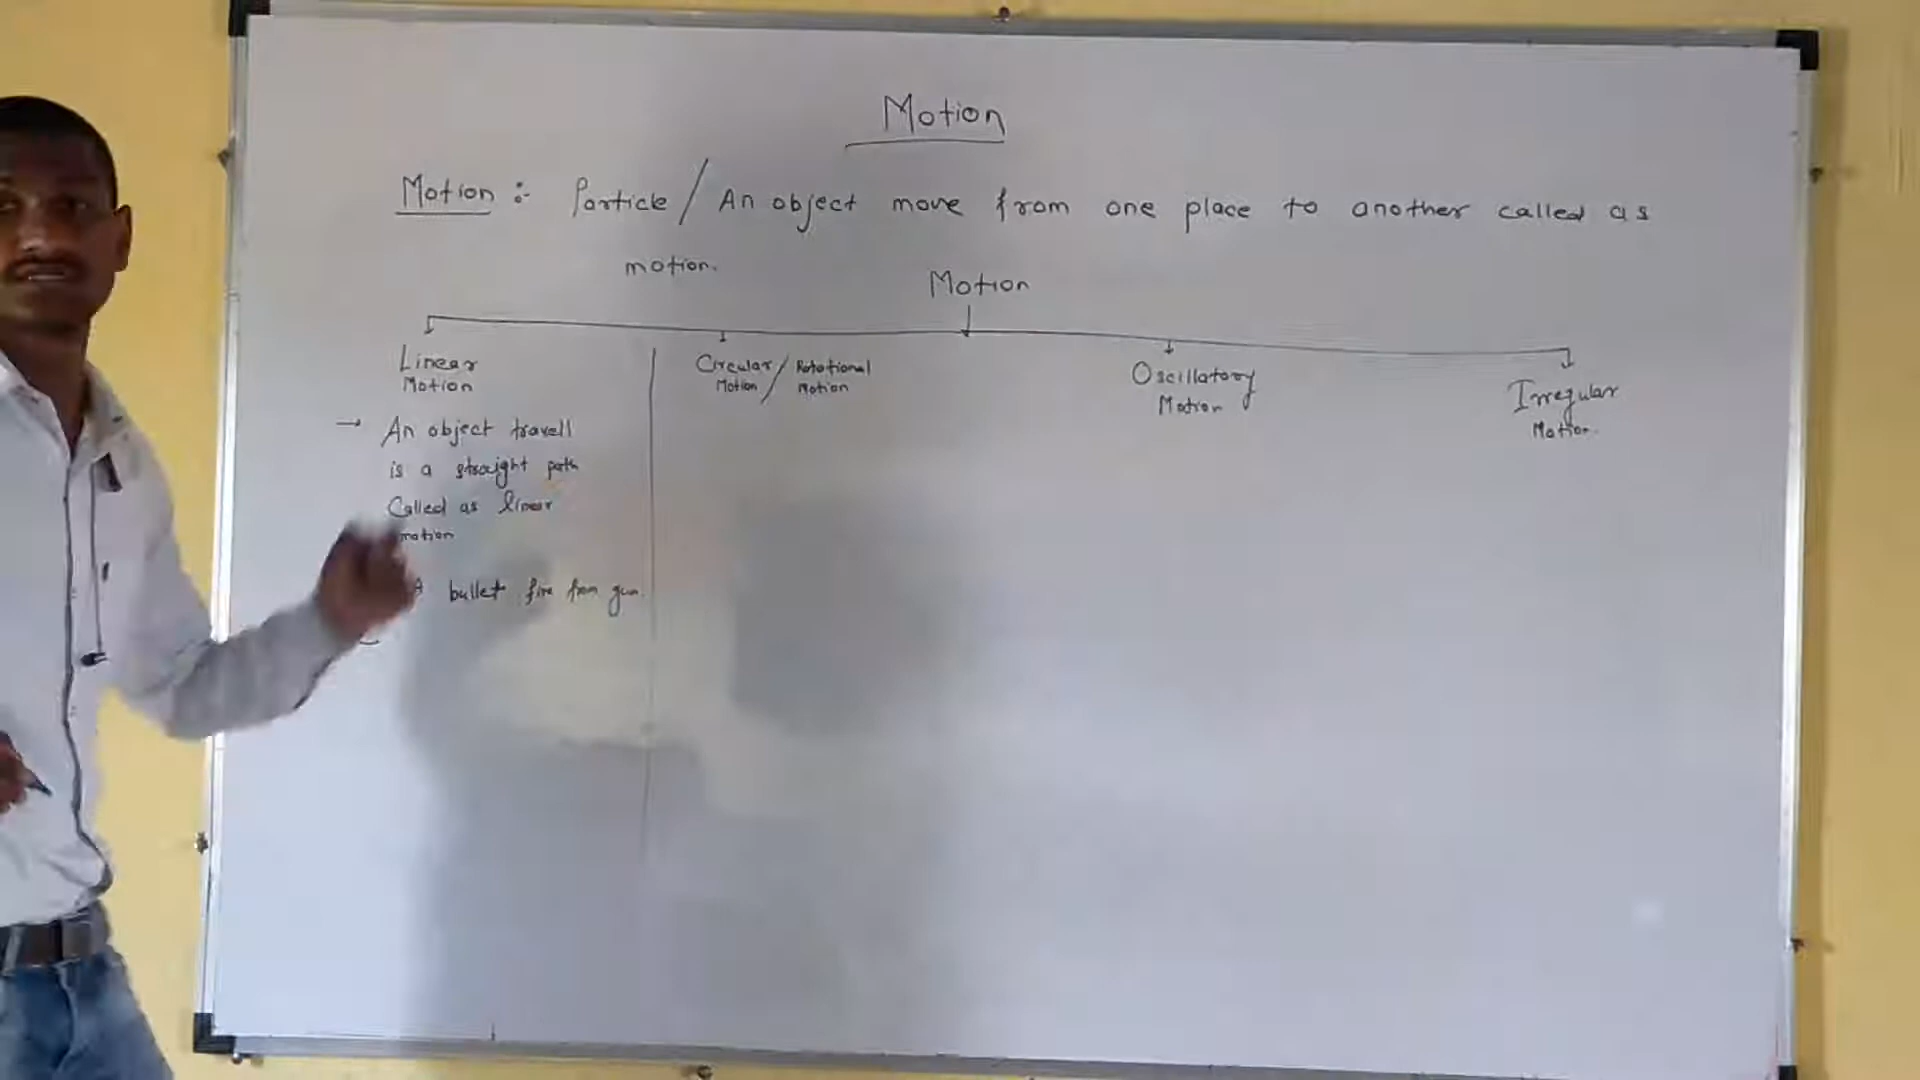 Motion
Motion :- Particle / An object move from one place to another called as
motion.
Motion
Linear
Motion
Circular / Rotational
Motion / Motion
Oscillatory
Motion
Irregular
Motion.
→ An object travell
is a straight path
Called as linear
motion
A bullet fire from gun.